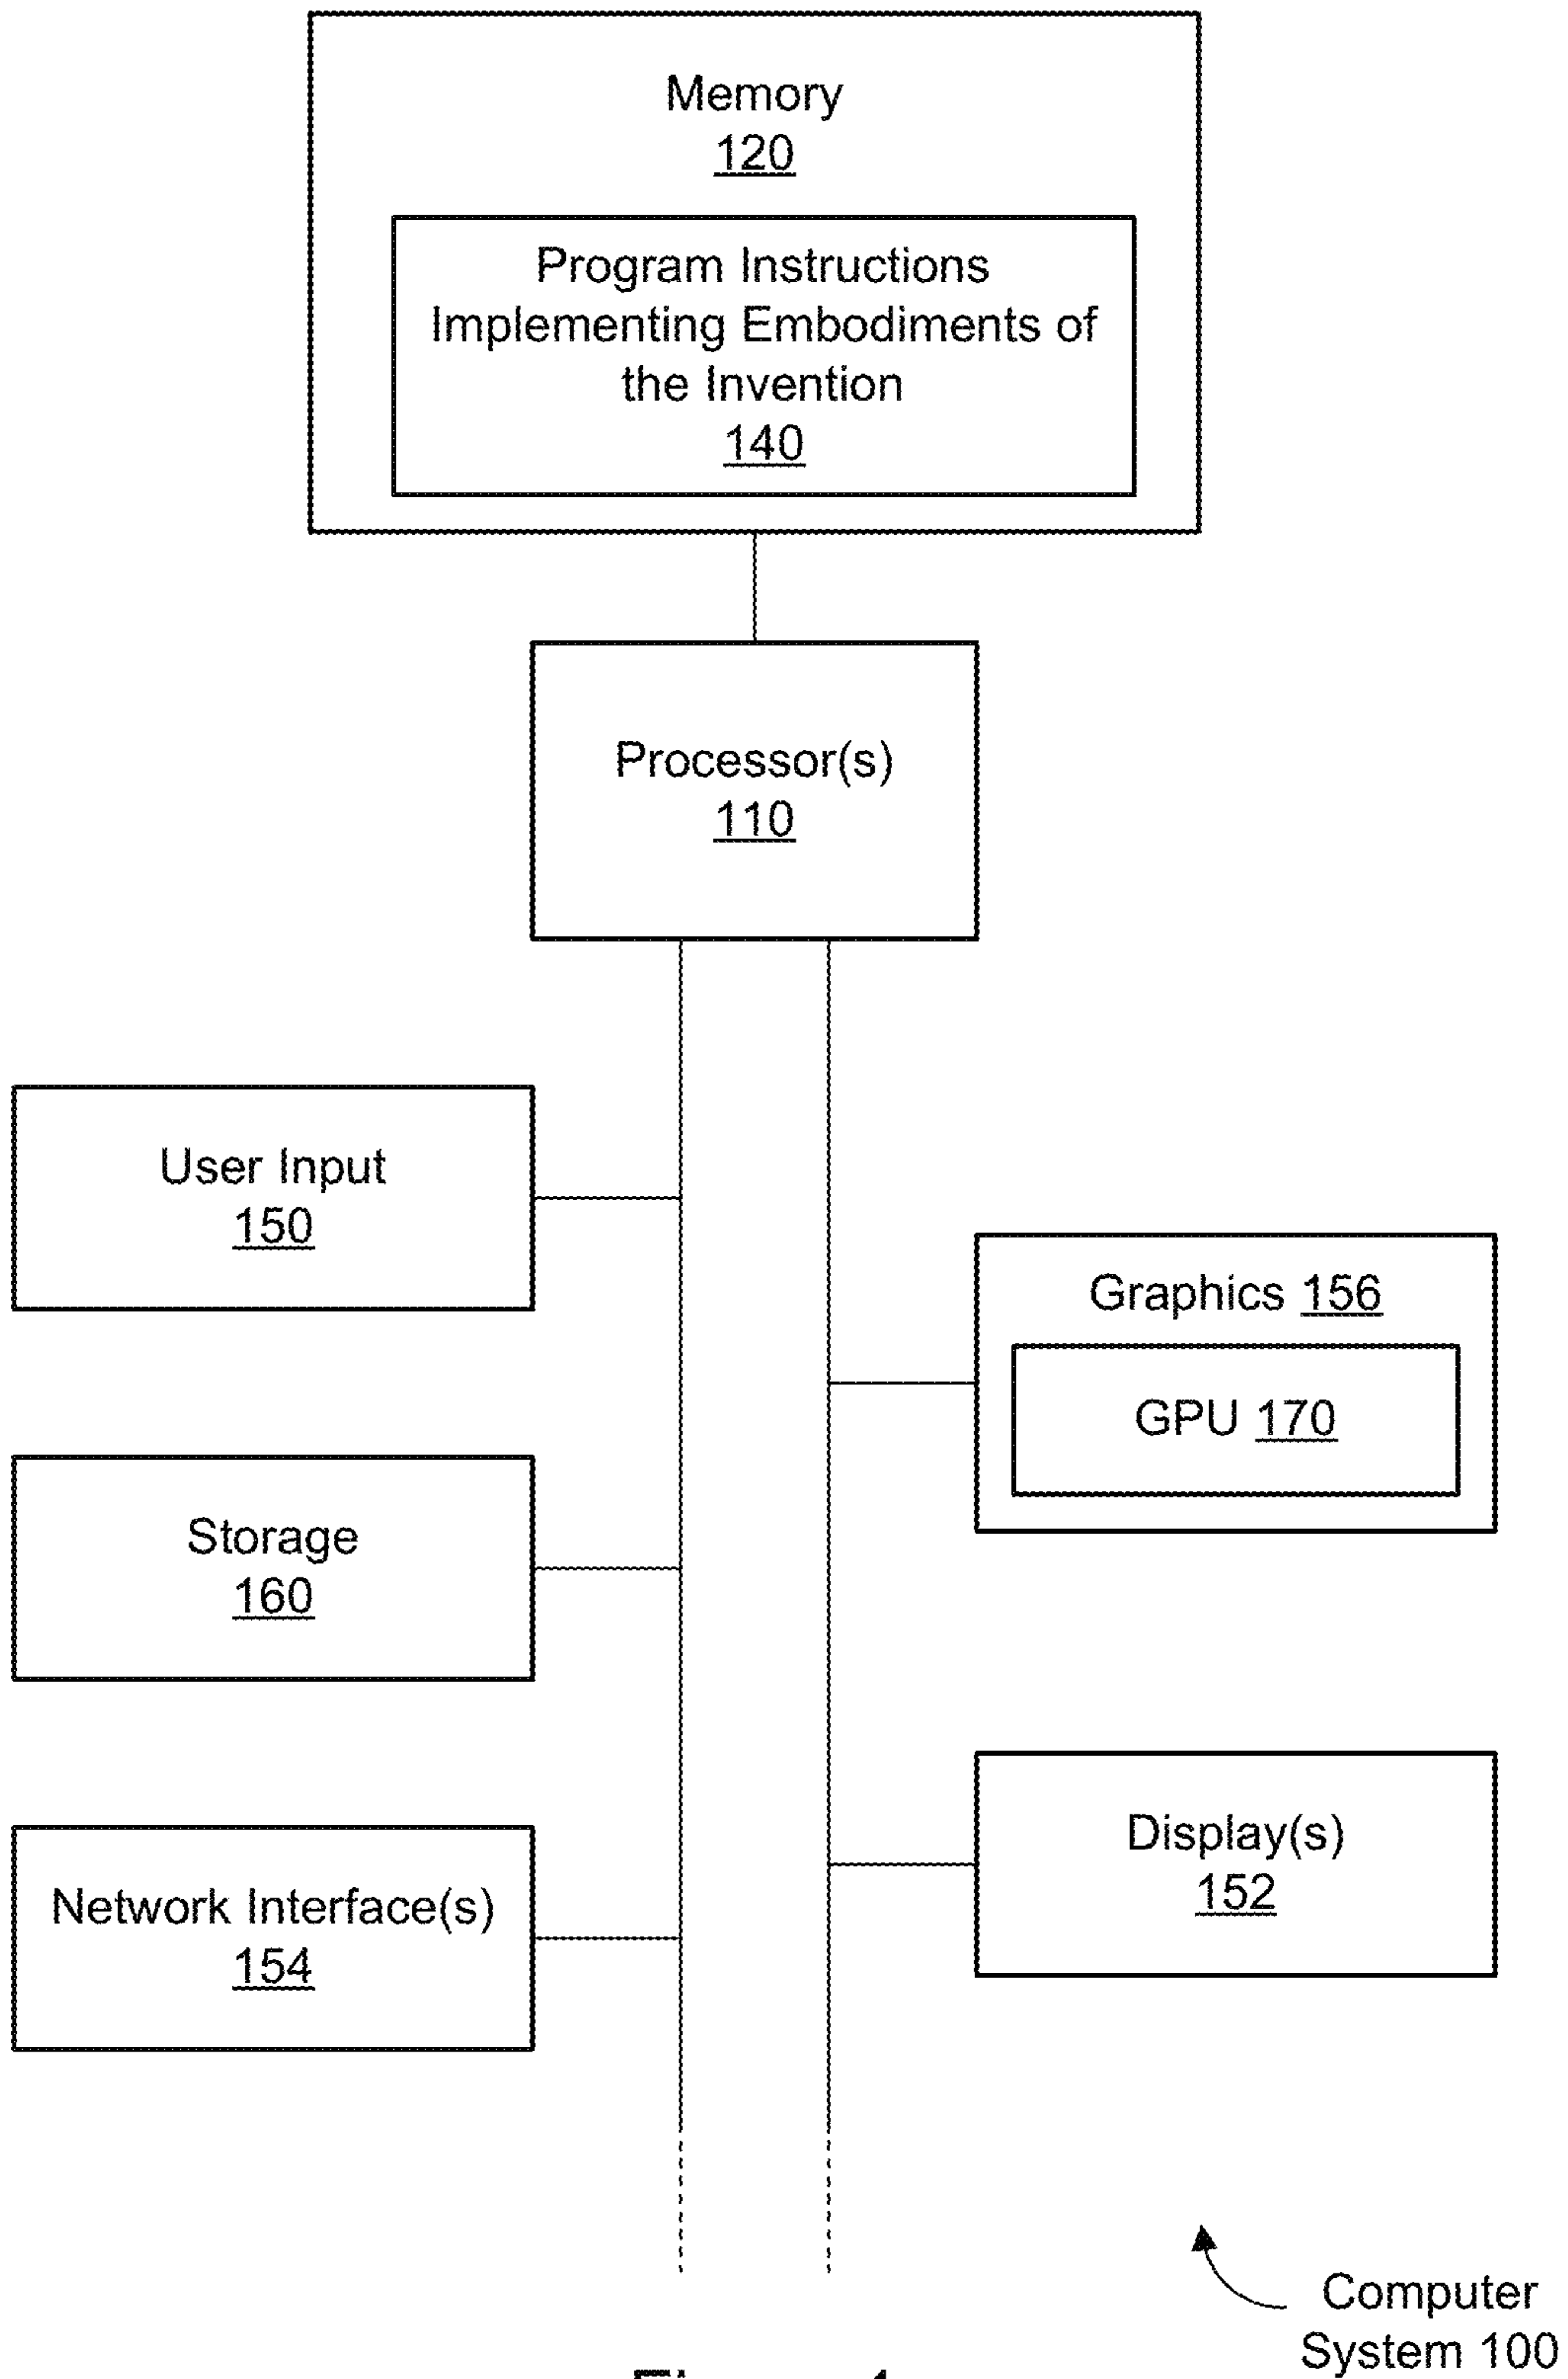 Memory
120
Program Instructions
Implementing Embodiments of
the Invention
140
Processor(s)
110
User Input
150
Graphics 156
GPU 170
Storage
160
Display(s)
152
Network Interface(s)
154
Computer
System 100